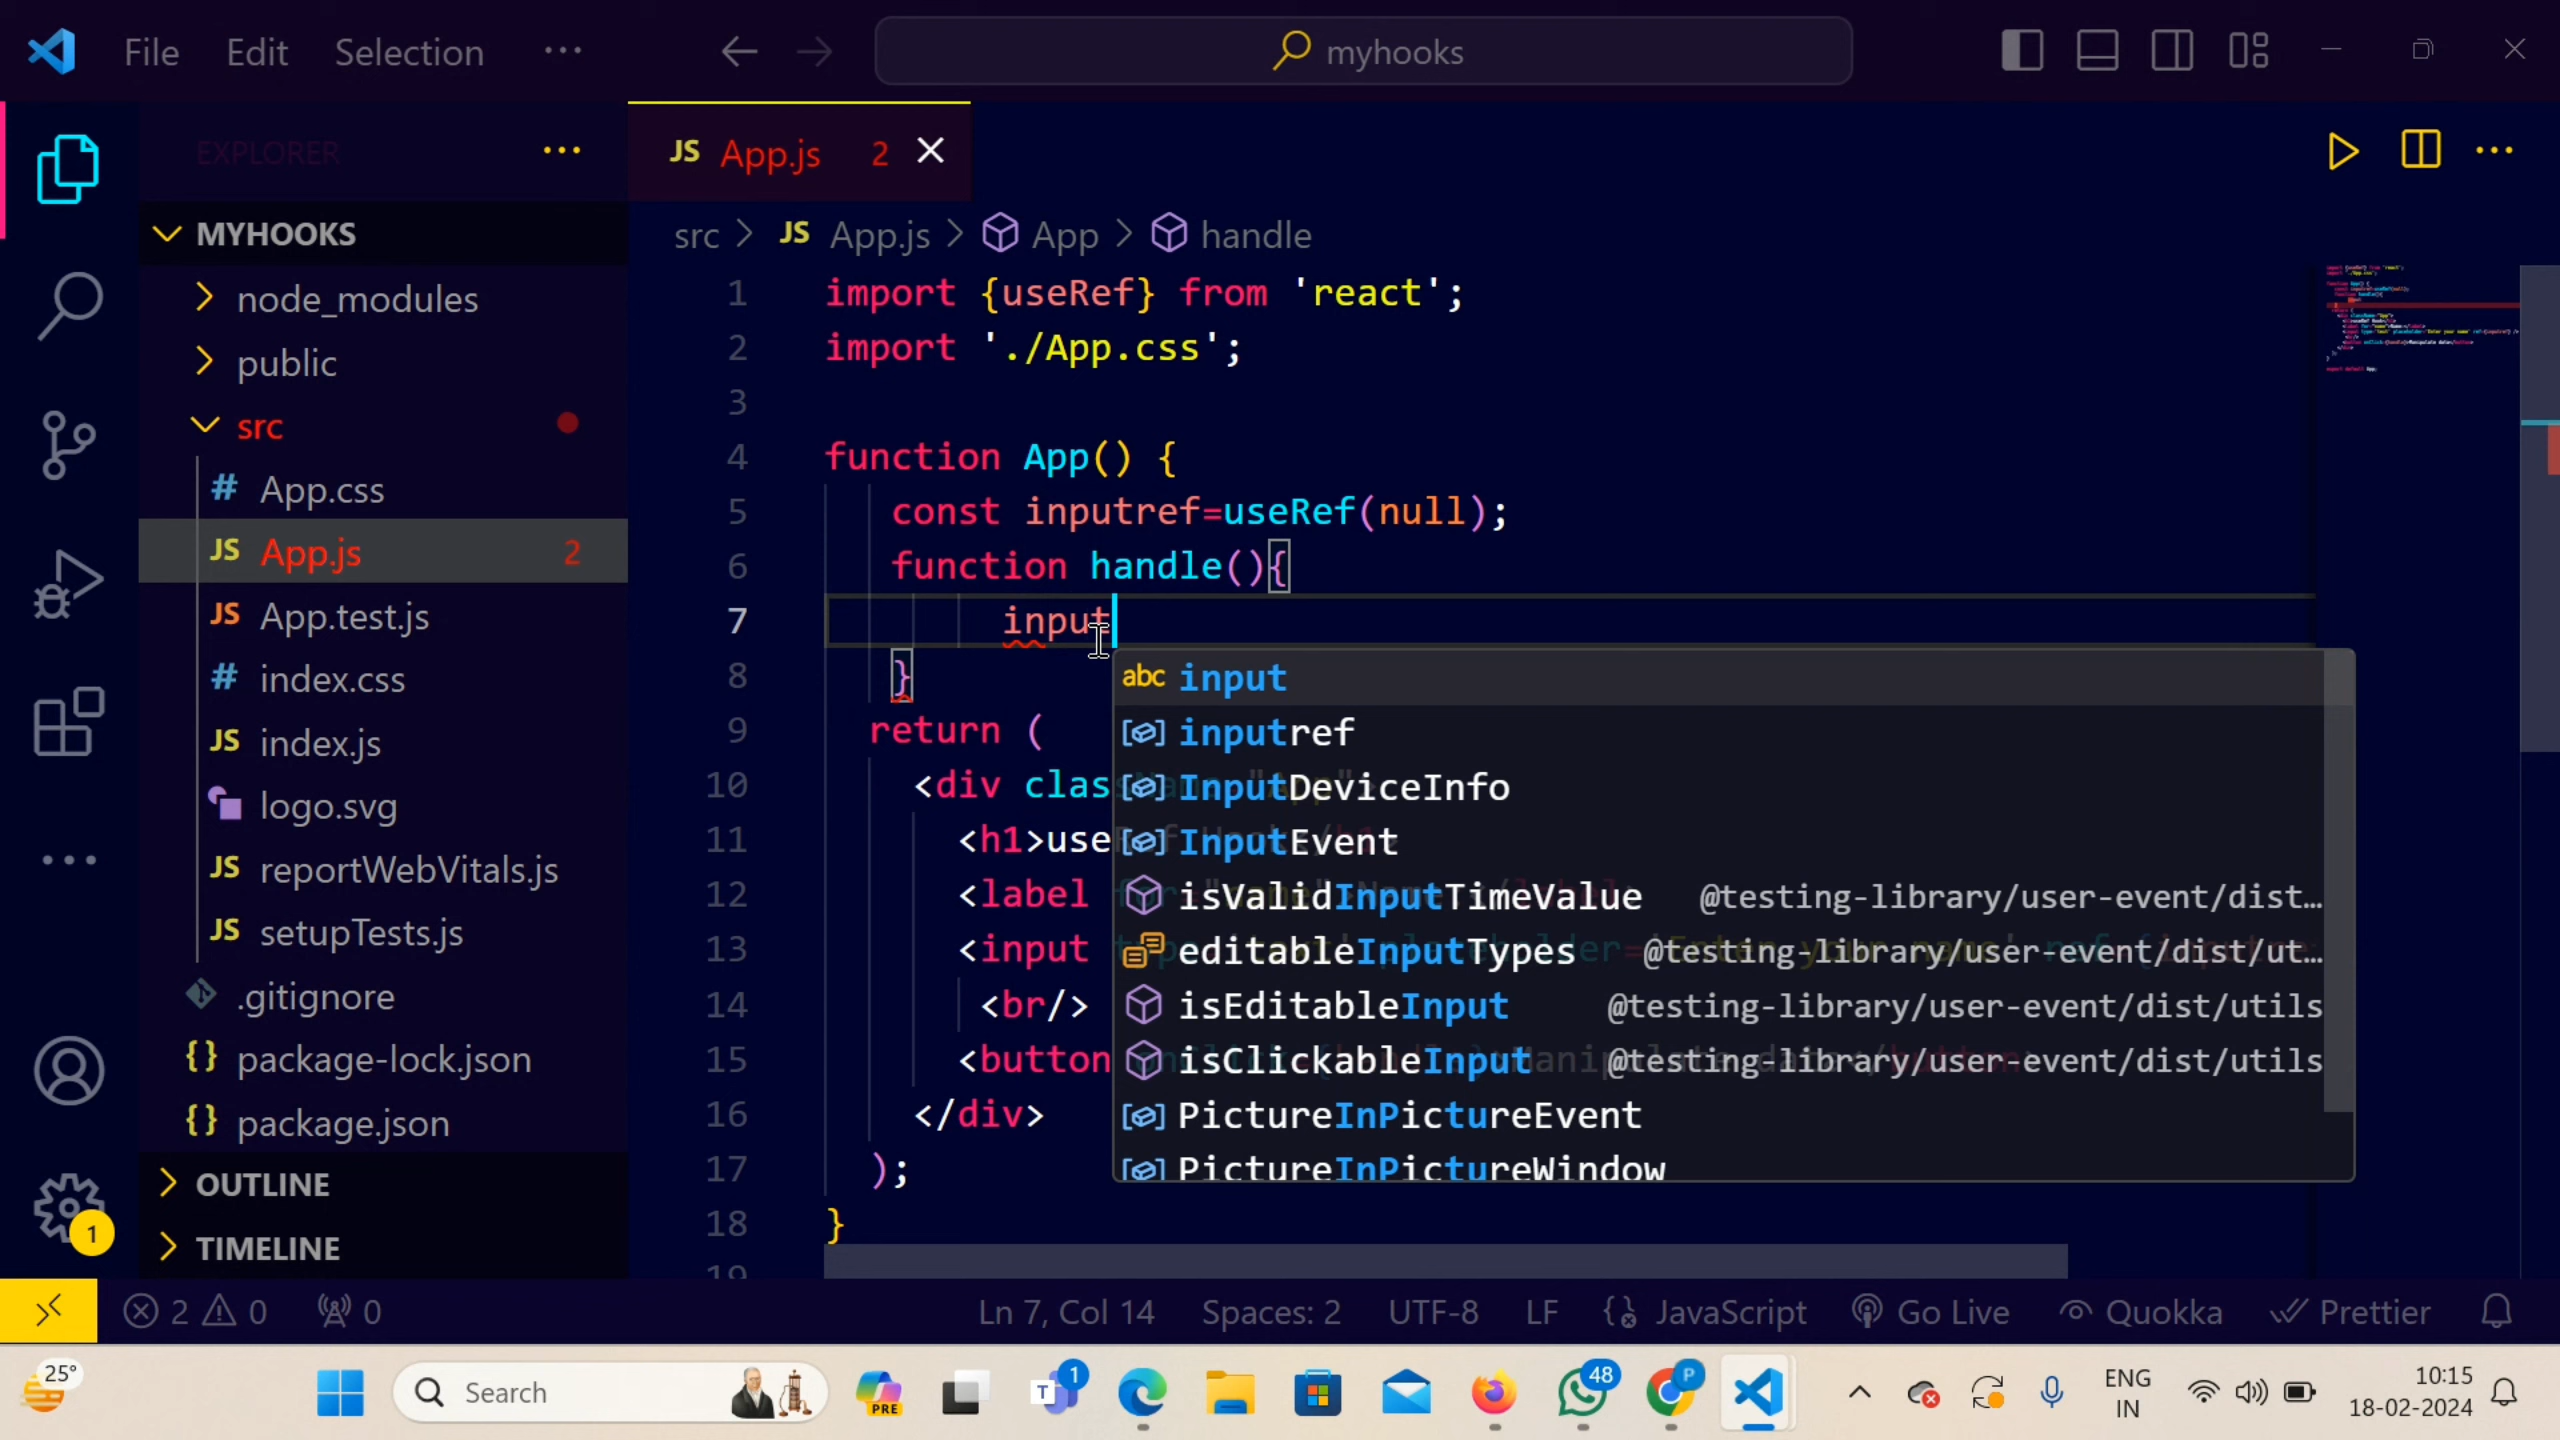 File Edit Selection ···
myhooks
EXPLORER ···
JS App.js 2
MYHOOKS
node_modules
public
src
# App.css
JS App.js 2
JS App.test.js
# index.css
JS index.js
logo.svg
JS reportWebVitals.js
JS setupTests.js
.gitignore
{} package-lock.json
{} package.json
OUTLINE
TIMELINE
1
src > JS App.js > App > handle
1 import {useRef} from 'react';
2 import './App.css';
3
4 function App() {
5 const inputref=useRef(null);
6 function handle(){
7 input
8 }
9 return (
10 <div clas
11 <h1>use
12 <label
13 <input
14 <br/>
15 <button
16 </div>
17 );
18 }
19
abc input
inputref
InputDeviceInfo
InputEvent
isValidInputTimeValue @testing-library/user-event/dist…
editableInputTypes @testing-library/user-event/dist/ut…
isEditableInput @testing-library/user-event/dist/utils
isClickableInput @testing-library/user-event/dist/utils
PictureInPictureEvent
PictureInPictureWindow
2 0 0 Ln 7, Col 14 Spaces: 2 UTF-8 LF {} JavaScript Go Live Quokka Prettier
25° Search PRE T 1 48 P ENG IN 10:15 18-02-2024